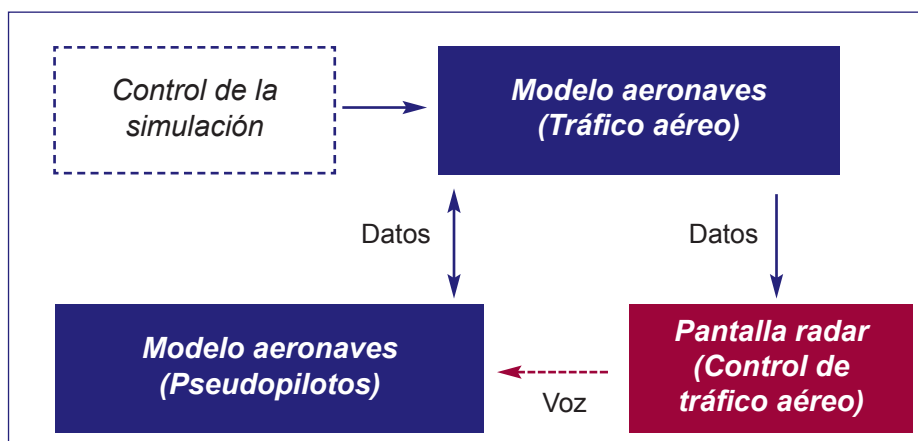 Control de la
simulación
Modelo aeronaves
(Tráfico aéreo)
Datos
Datos
Modelo aeronaves
(Pseudopilotos)
Voz
Pantalla radar
(Control de
tráfico aéreo)